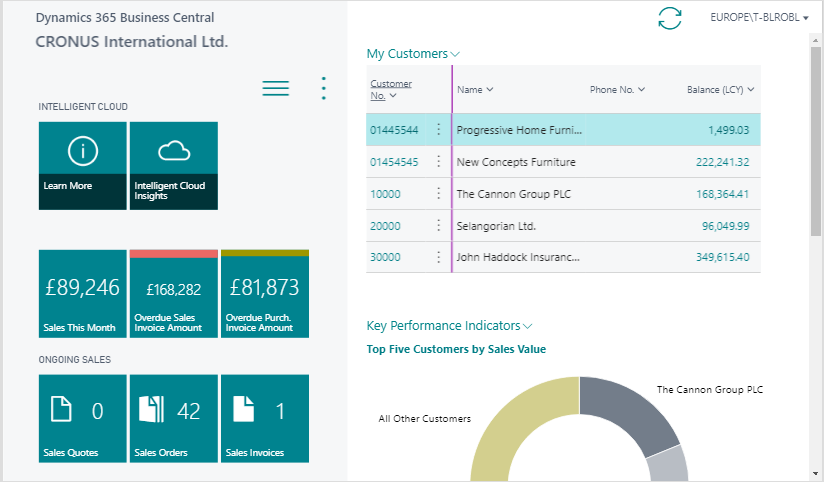 Dynamics 365 Business Central
CRONUS International Ltd.
EUROPE\T-BLROBL
INTELLIGENT CLOUD
Learn More
Intelligent Cloud
Insights
£89,246
Sales This Month
£168,282
Overdue Sales
Invoice Amount
£81,873
Overdue Purch.
Invoice Amount
ONGOING SALES
0
Sales Quotes
42
Sales Orders
1
Sales Invoices
My Customers
Customer
No.
Name
Phone No.
Balance (LCY)
01445544 Progressive Home Furni... 1,499.03
01454545 New Concepts Furniture 222,241.32
10000 The Cannon Group PLC 168,364.41
20000 Selangorian Ltd. 96,049.99
30000 John Haddock Insuranc... 349,615.40
Key Performance Indicators
Top Five Customers by Sales Value
The Cannon Group PLC
All Other Customers